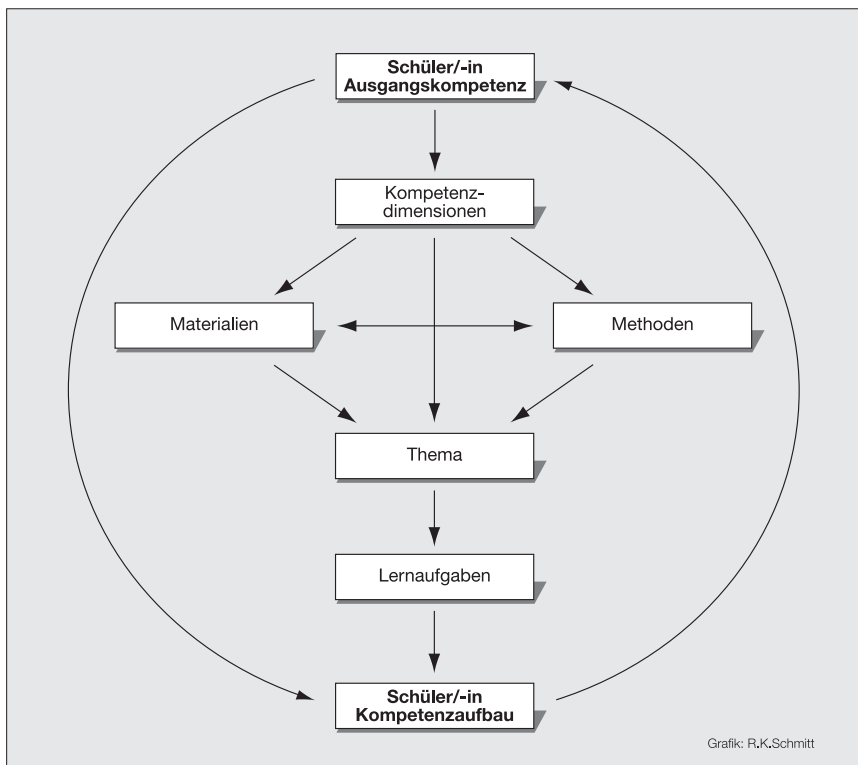 Schüler/-in
Ausgangskompetenz
Kompetenz-
dimensionen
Materialien
Methoden
Thema
Lernaufgaben
Schüler/-in
Kompetenzaufbau
Grafik: R.K.Schmitt